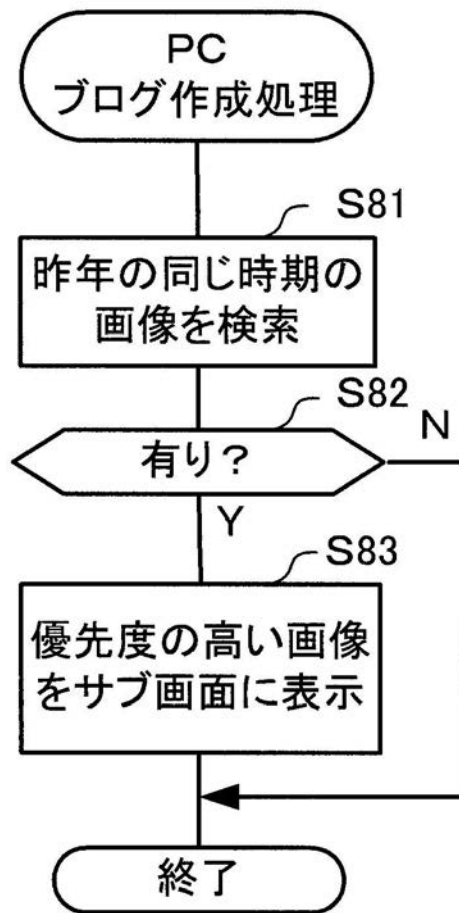 PC
ブログ作成処理
S81
昨年の同じ時期の
画像を検索
S82
有り?
N
Y
S83
優先度の高い画像
をサブ画面に表示
終了